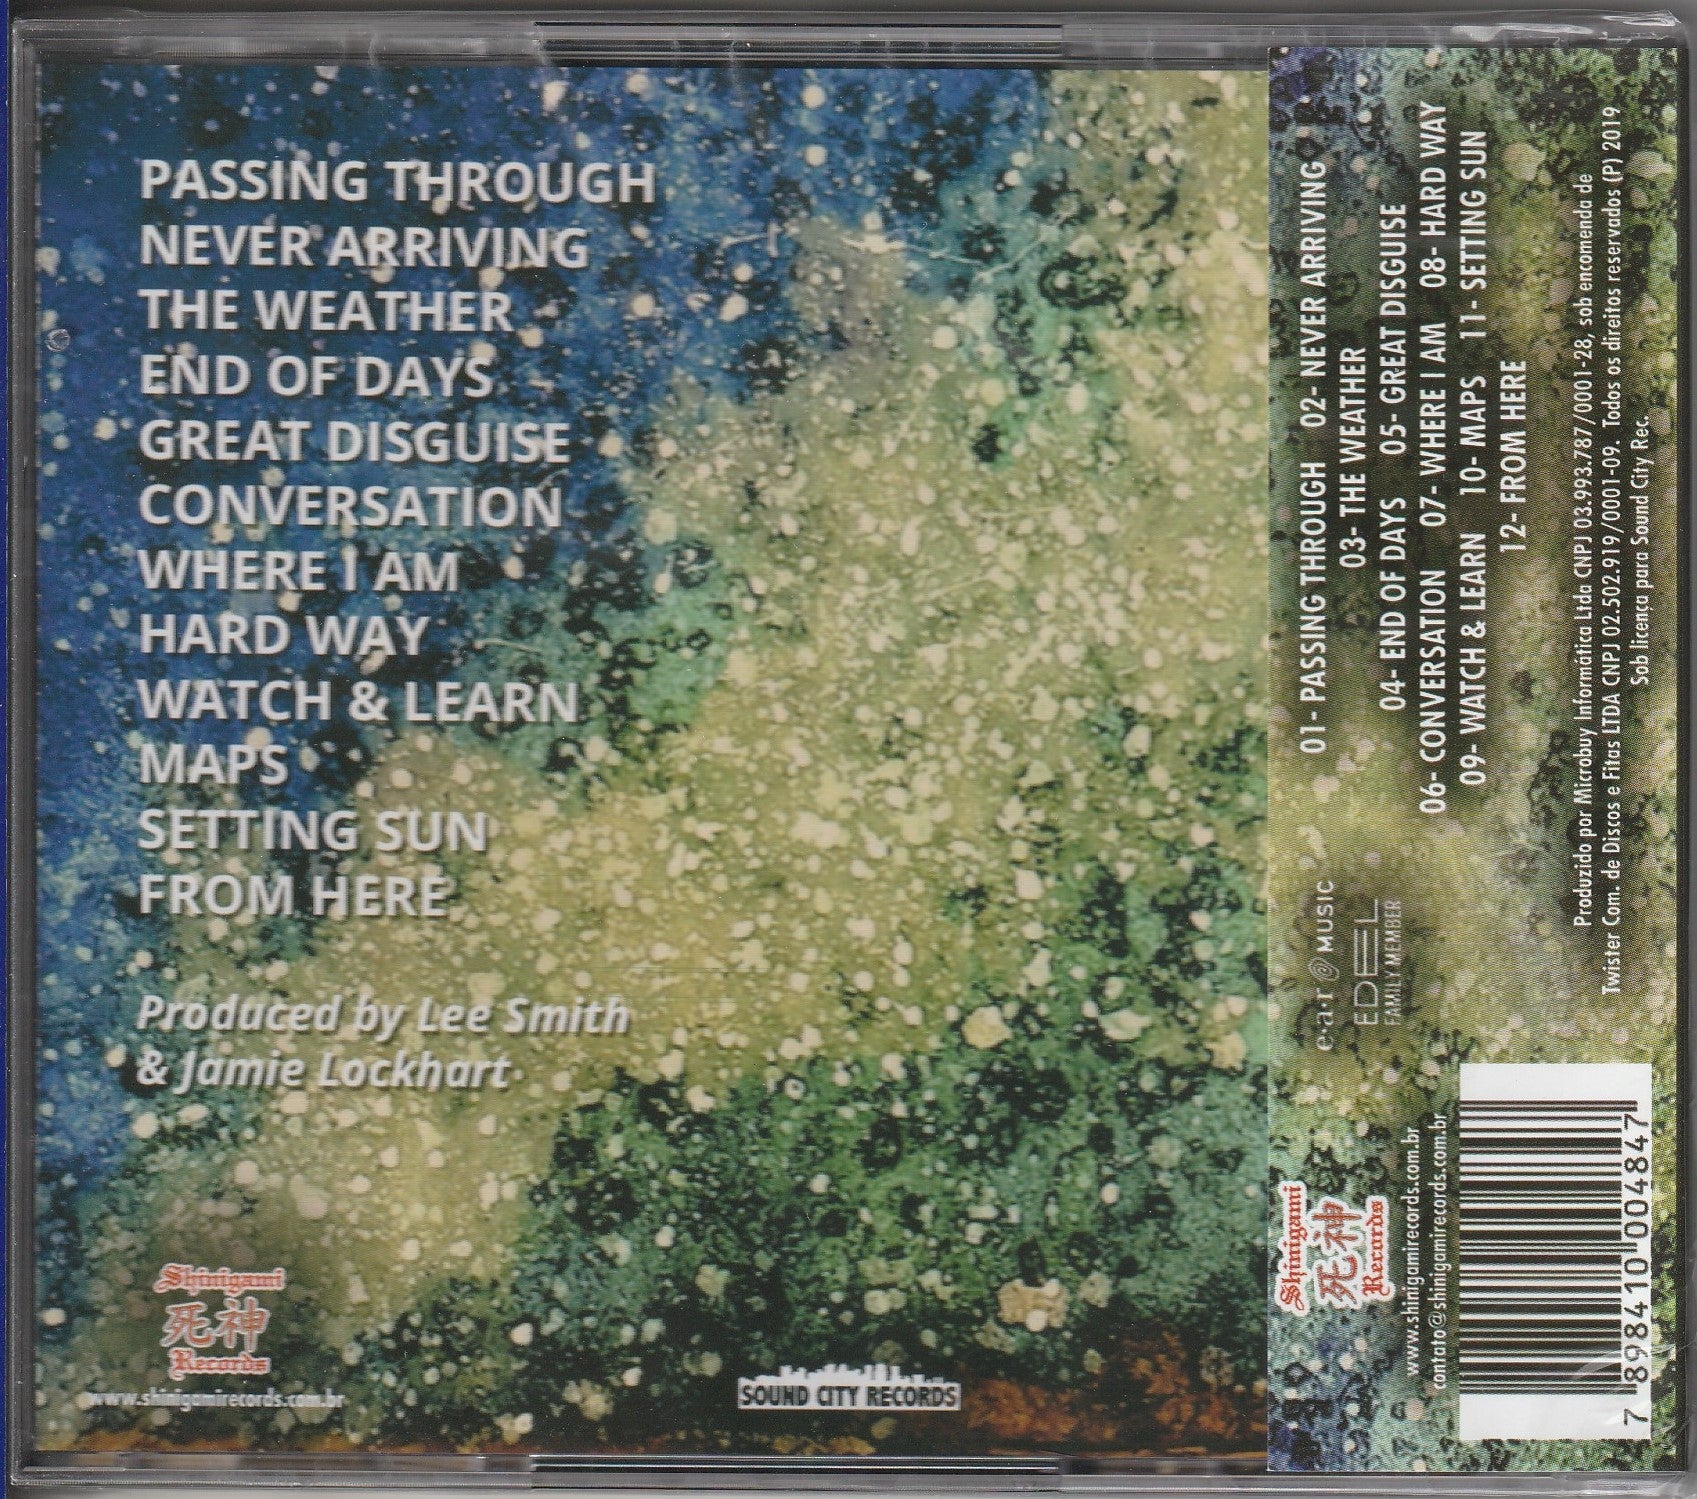 PASSING THROUGH
NEVER ARRIVING
THE WEATHER
END OF DAYS
GREAT DISGUISE
CONVERSATION
WHERE I AM
HARD WAY
WATCH & LEARN
MAPS
SETTING SUN
FROM HERE
Produced by Lee Smith
& Jamie Lockhart
Shinigami
死神
Records
www.shinigamirecords.com.br
SOUND CITY RECORDS
01- PASSING THROUGH 02- NEVER ARRIVING
03- THE WEATHER
04- END OF DAYS 05- GREAT DISGUISE
06- CONVERSATION 07- WHERE I AM 08- HARD WAY
09- WATCH & LEARN 10- MAPS 11- SETTING SUN
12- FROM HERE
Produzido por Microbuy Informática Ltda CNPJ 03.993.787/0001-28, sob encomenda de
Twister Com. de Discos e Fitas LTDA CNPJ 02.502.919/0001-09. Todos os direitos reservados (P) 2019
Sob licença para Sound City Rec.
e·a·r MUSIC
EDEL
FAMILY MEMBER
Shinigami
死神
Records
www.shinigamirecords.com.br
contato@shinigamirecords.com.br
7 898410 004847